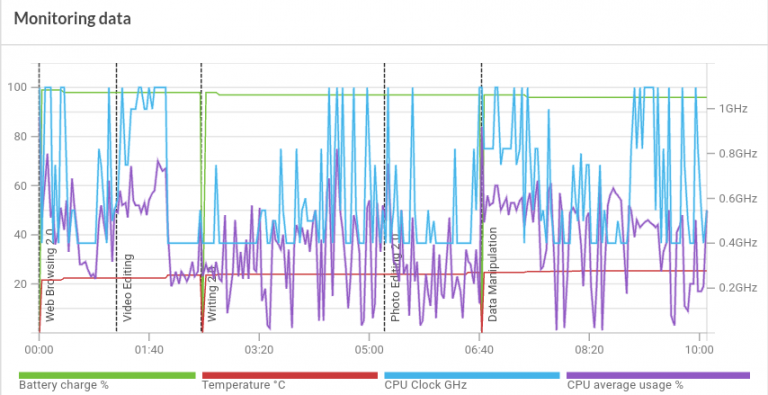 Monitoring data
100
80
60
40
20
1GHz
0.8GHz
0.6GHz
0.4GHz
0.2GHz
Web Browsing 2.0
Video Editing
Writing 2.0
Photo Editing 2.0
Data Manipulation
00:00 01:40 03:20 05:00 06:40 08:20 10:00
Battery charge % Temperature °C CPU Clock GHz CPU average usage %